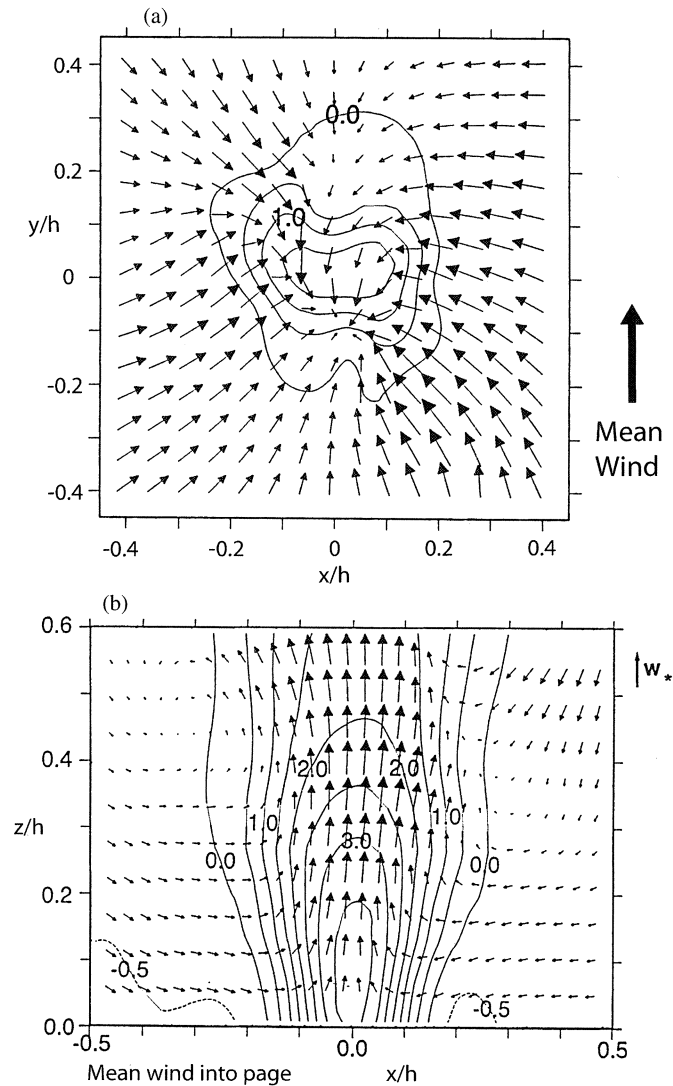 (a)
0.4
0.0
0.2
1.0
y/h
0
-0.2
Mean
Wind
-0.4
-0.4 -0.2 0 0.2 0.4
x/h
(b)
0.6
w*
0.4
2.0 2.0
z/h
1.0 1.0
3.0
0.0 0.0
0.2
-0.5
-0.5
0.0
-0.5 0.0 0.5
Mean wind into page x/h